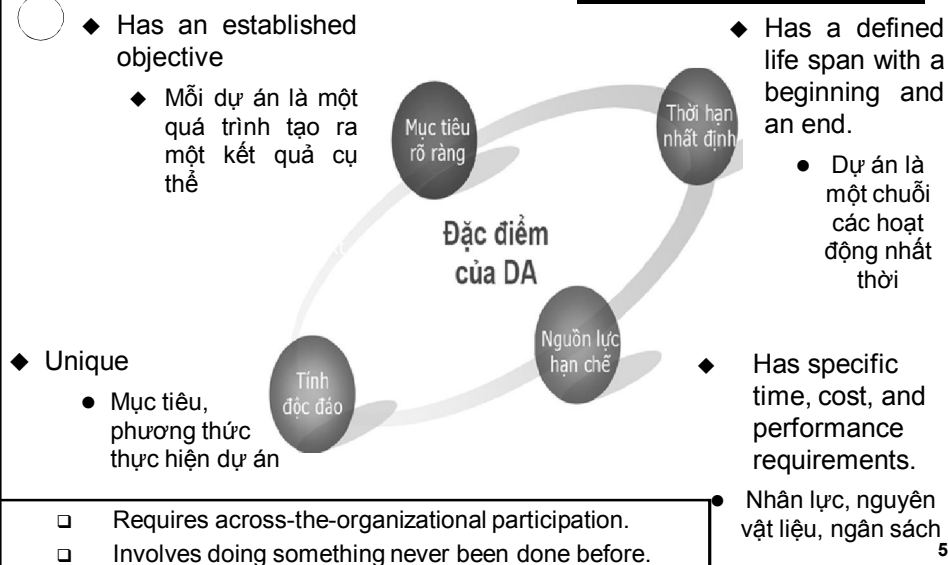 Has an established
objective
Mỗi dự án là một
quá trình tạo ra
một kết quả cụ
thể
Mục tiêu
rõ ràng
Thời hạn
nhất định
Has a defined
life span with a
beginning and
an end.
Dự án là
một chuỗi
các hoạt
động nhất
thời
Đặc điểm
của DA
Unique
Mục tiêu,
phương thức
thực hiện dự án
Tính
độc đáo
Nguồn lực
hạn chế
Has specific
time, cost, and
performance
requirements.
Nhân lực, nguyên
vật liệu, ngân sách
Requires across-the-organizational participation.
Involves doing something never been done before.
5